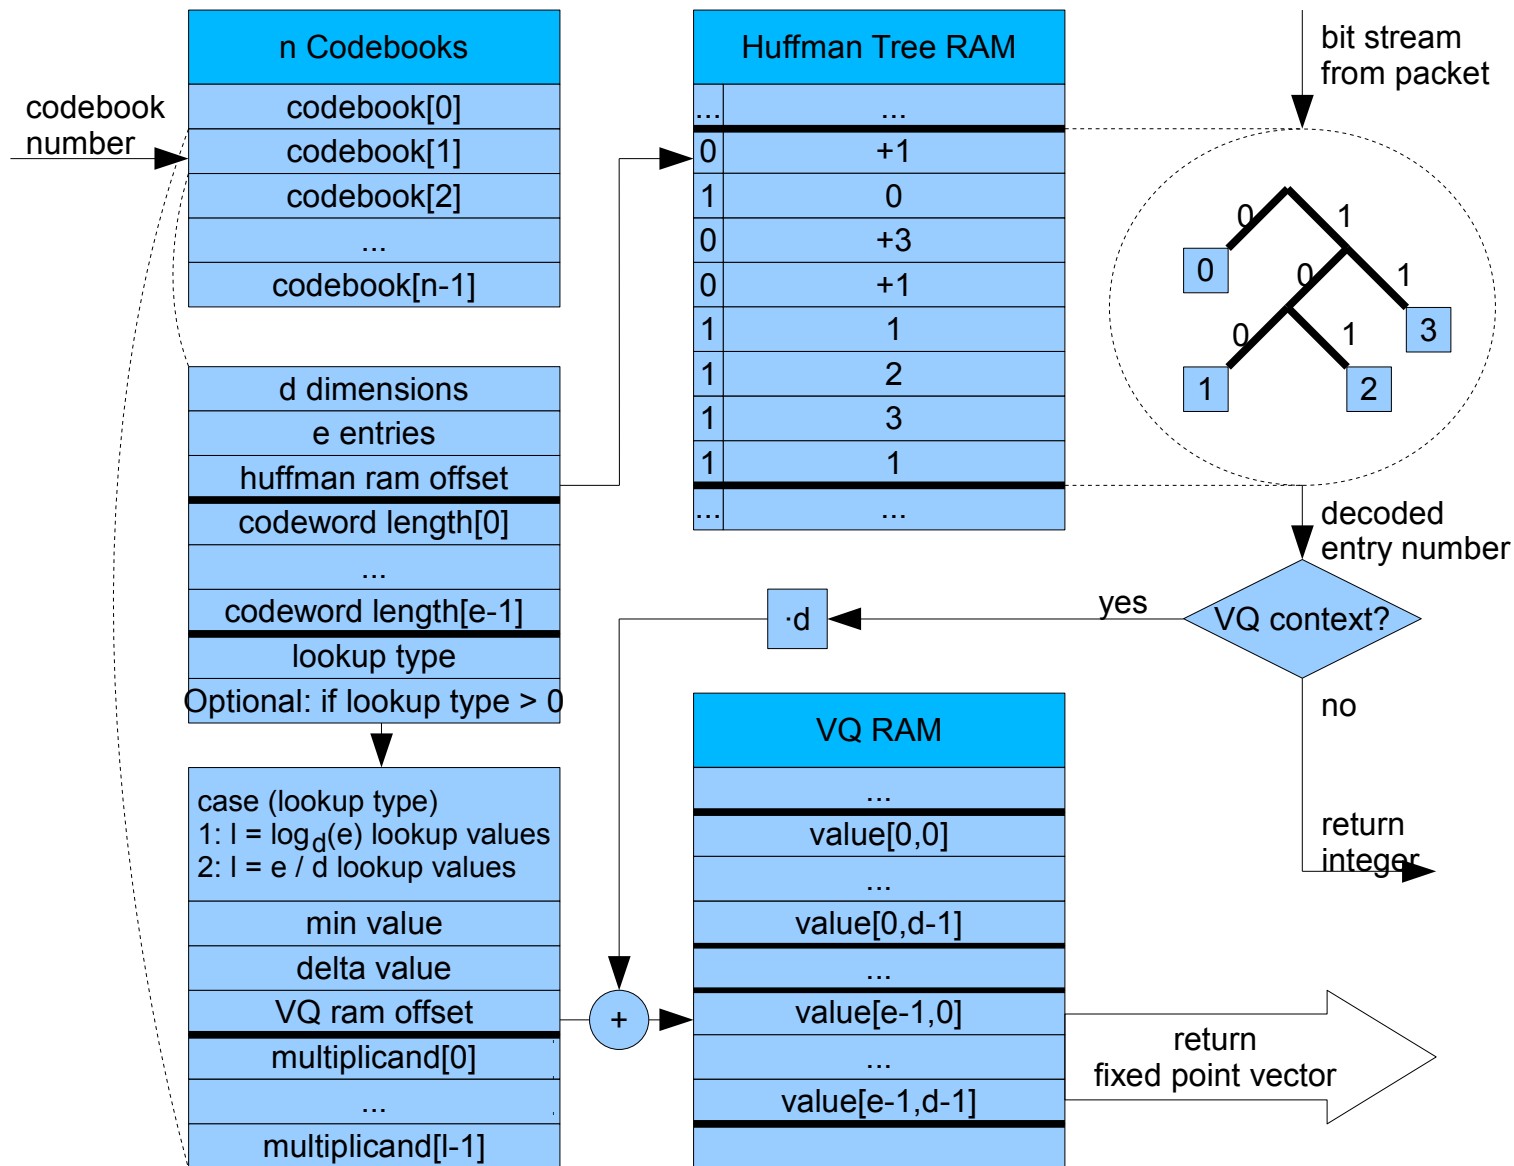 n Codebooks
codebook[0]
codebook[1]
codebook[2]
...
codebook[n-1]
codebook
number
d dimensions
e entries
huffman ram offset
codeword length[0]
...
codeword length[e-1]
lookup type
Optional: if lookup type > 0
case (lookup type)
1: l = logd(e) lookup values
2: l = e / d lookup values
min value
delta value
VQ ram offset
multiplicand[0]
...
multiplicand[l-1]
Huffman Tree RAM
... ...
0 +1
1 0
0 +3
0 +1
1 1
1 2
1 3
1 1
... ...
bit stream
from packet
0 1
0
0 1
3
0 1
1 2
decoded
entry number
VQ context?
yes
·d
no
return
integer
+
VQ RAM
...
value[0,0]
...
value[0,d-1]
...
value[e-1,0]
...
value[e-1,d-1]
return
fixed point vector